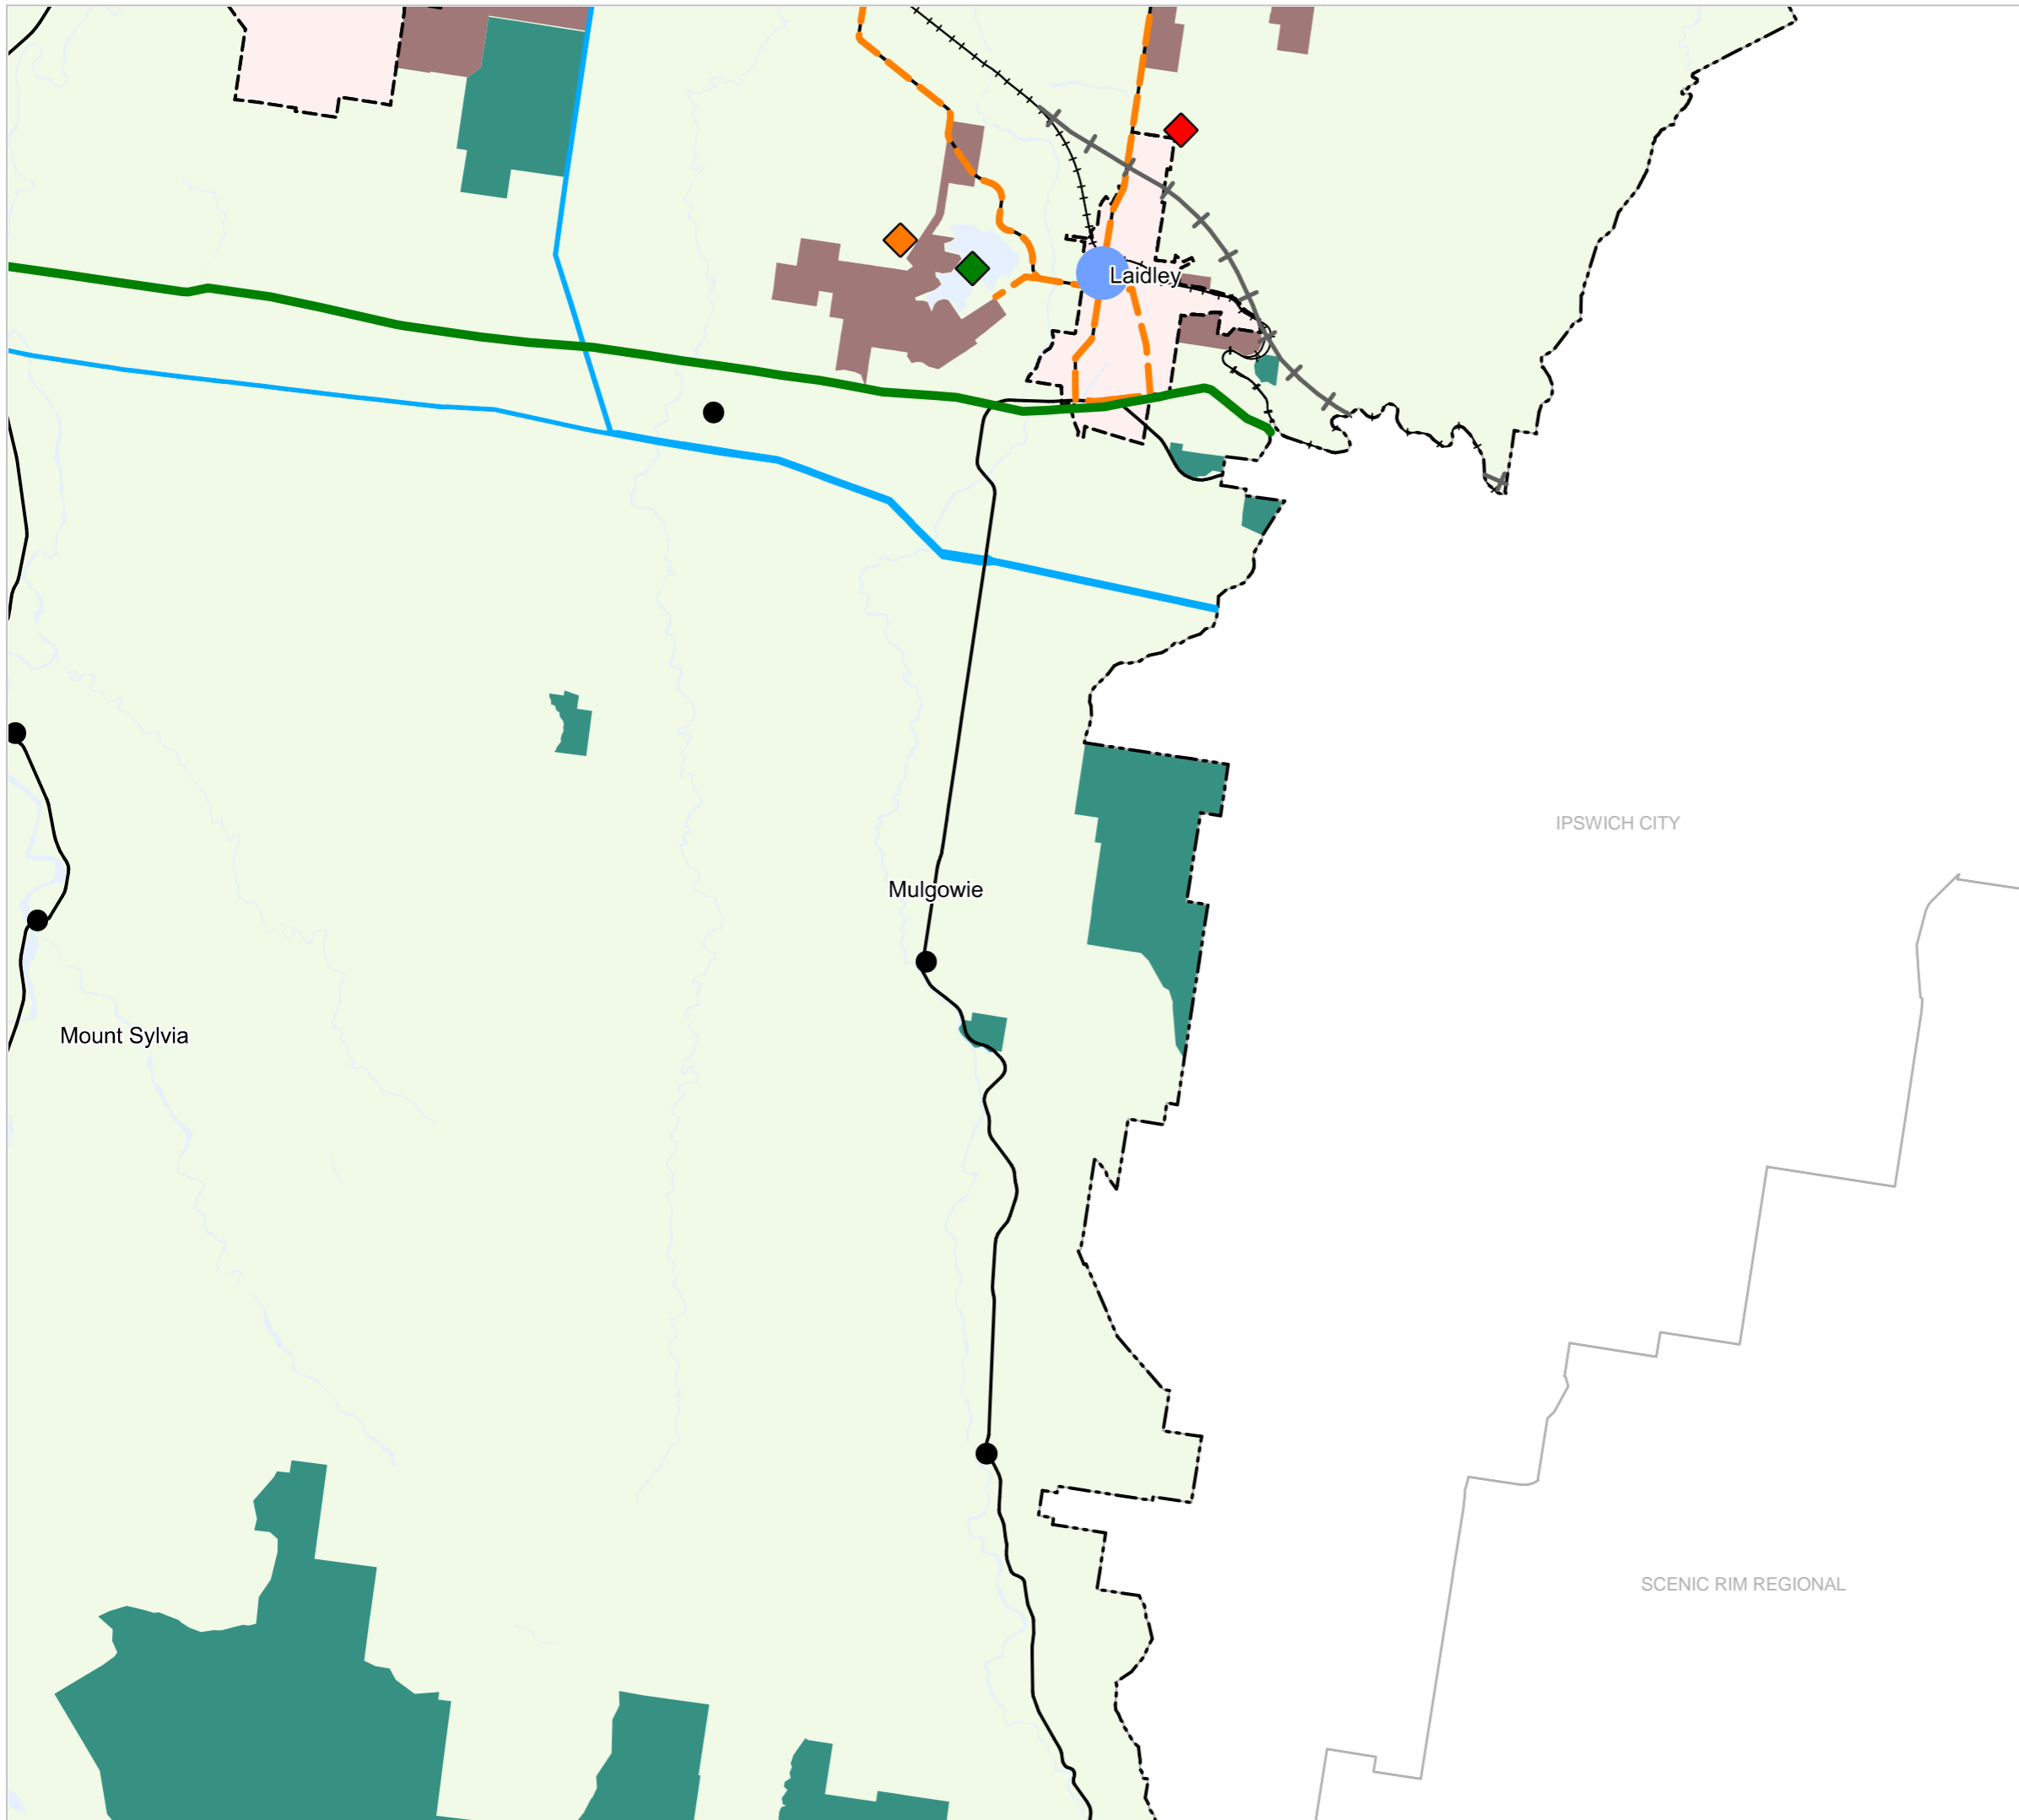 Laidley
IPSWICH CITY
Mulgowie
Mount Sylvia
SCENIC RIM REGIONAL